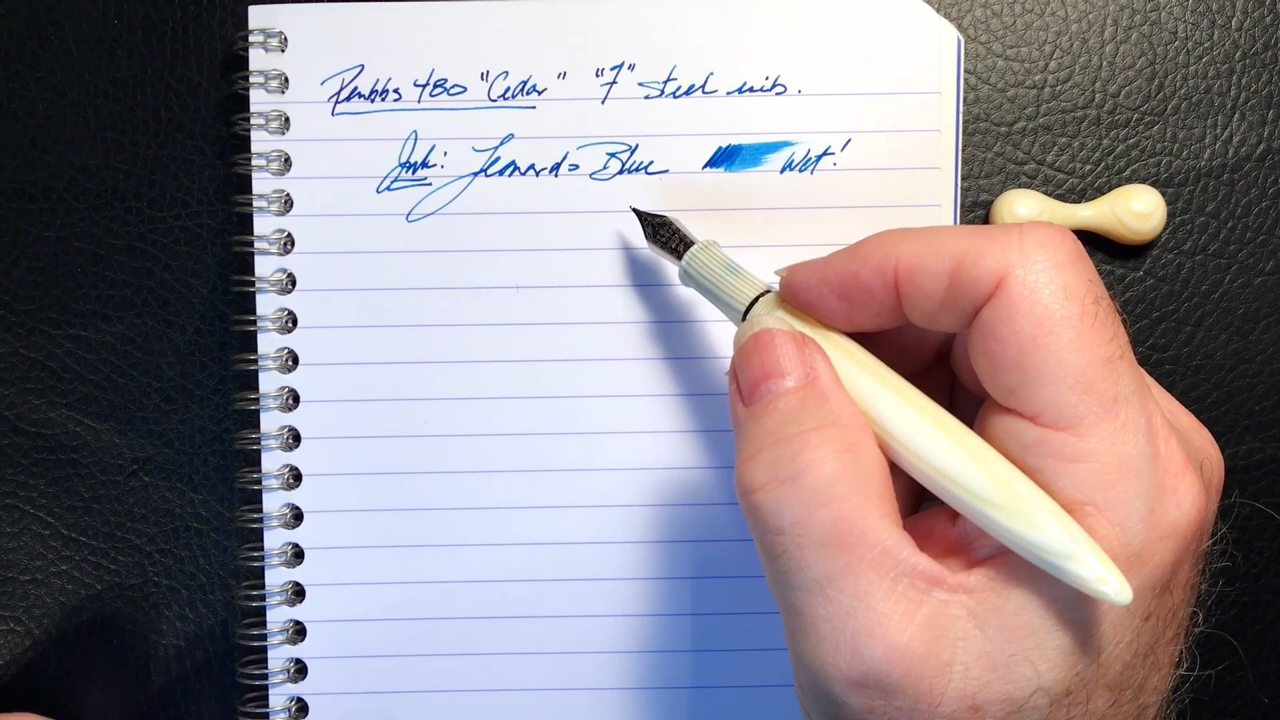 Penbbs 480 "Cedar" "F" steel nib.
Ink: Leonardo Blue Wet!